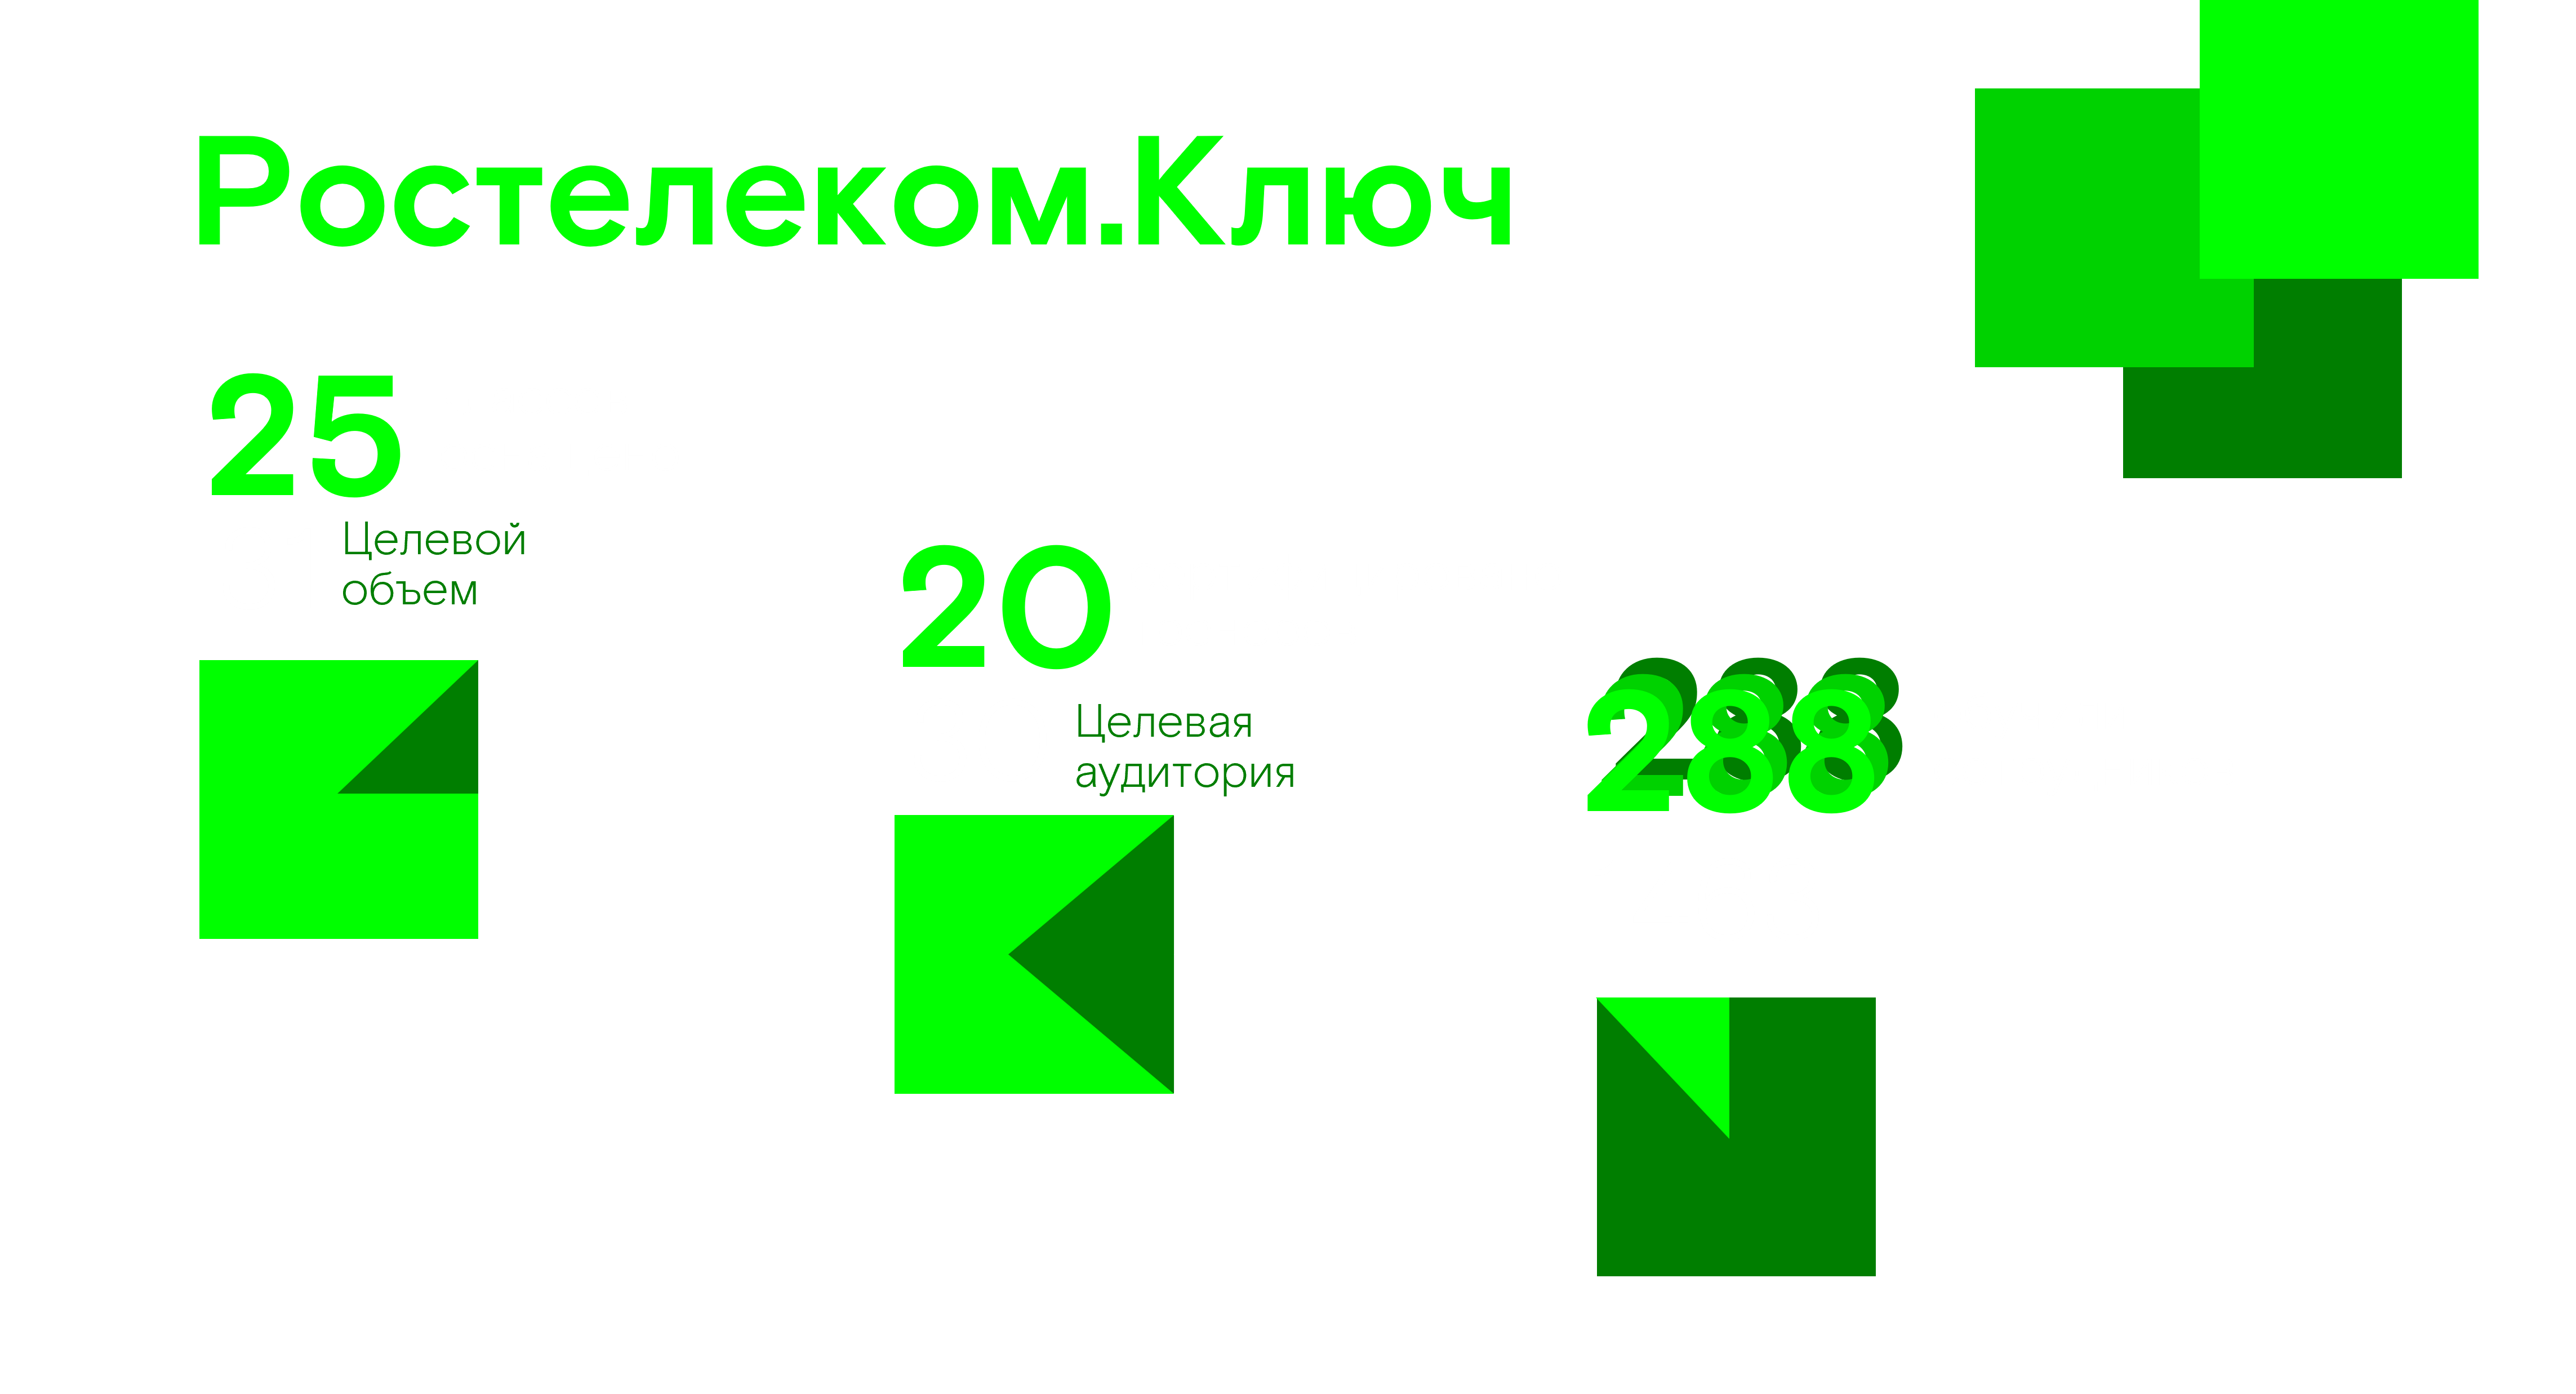 Ростелеком.Ключ
25
Целевой
объем
20
Целевая
аудитория
288